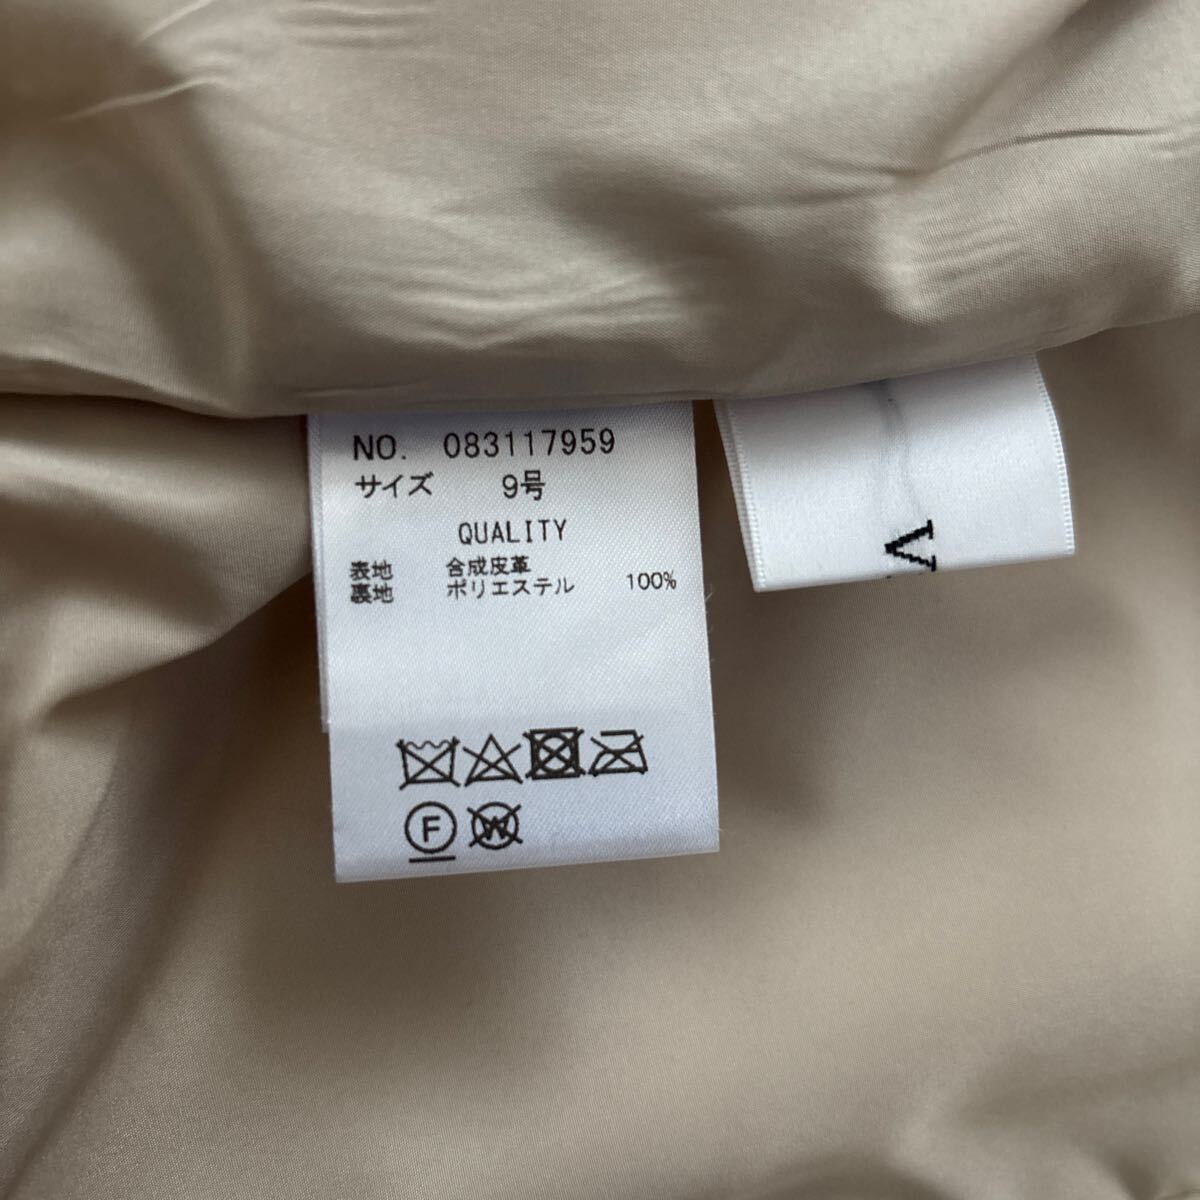 NO. 083117959
サイズ 9号
QUALITY
表地 合成皮革
裏地 ポリエステル 100%
F W
V